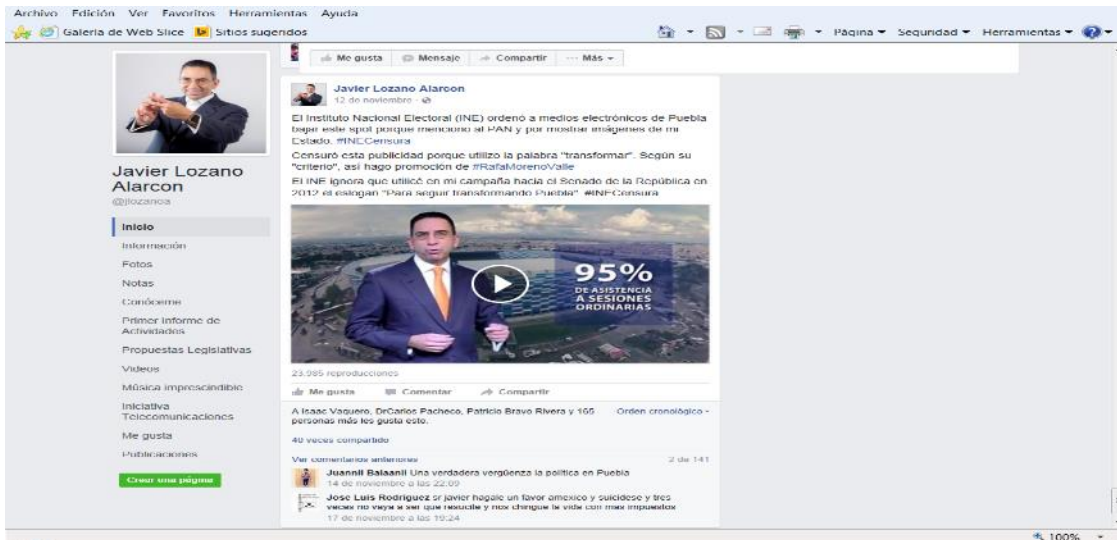 Archivo Edición Ver Favoritos Herramientas Ayuda
Galería de Web Slice Sitios sugeridos
Página Seguridad Herramientas
Me gusta Mensaje Compartir Más
Javier Lozano Alarcon
12 de noviembre
El Instituto Nacional Electoral (INE) ordenó a medios electrónicos de Puebla
bajar este spot porque menciono al PAN y por mostrar imágenes de mi
Estado. #INECensura
Censuró esta publicidad porque utilizo la palabra "transformar". Según su
"criterio", así hago promoción de #RafaMorenoValle
El INE ignora que utilicé en mi campaña hacia el Senado de la República en
2012 el eslogan "Para seguir transformando Puebla". #INECensura
95%
DE ASISTENCIA
A SESIONES
ORDINARIAS
23.985 reproducciones
Me gusta Comentar Compartir
A Isaac Vaquero, DrCarlos Pacheco, Patricio Bravo Rivera y 165
personas más les gusta esto.
Orden cronológico
40 veces compartido
Ver comentarios anteriores
2 de 141
Juannil Balaanil Una verdadera vergüenza la política en Puebla
14 de noviembre a las 22:09
Jose Luis Rodriguez sr javier hagale un favor amexico y suicidese y tres
veces no vaya a ser que resucite y nos chingue la vida con mas impuestos
17 de noviembre a las 19:24
Javier Lozano
Alarcon
@jlozanoa
Inicio
Información
Fotos
Notas
Conóceme
Primer Informe de
Actividades
Propuestas Legislativas
Videos
Música imprescindible
Iniciativa
Telecomunicaciones
Me gusta
Publicaciones
Crear una página
100%